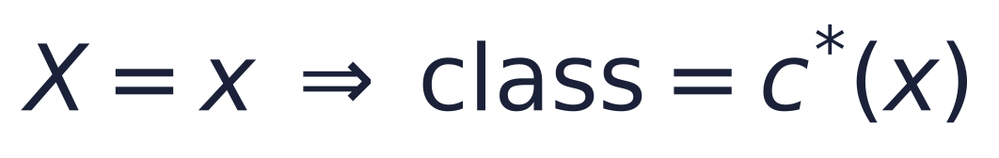 X = x ⇒ class = c*(x)